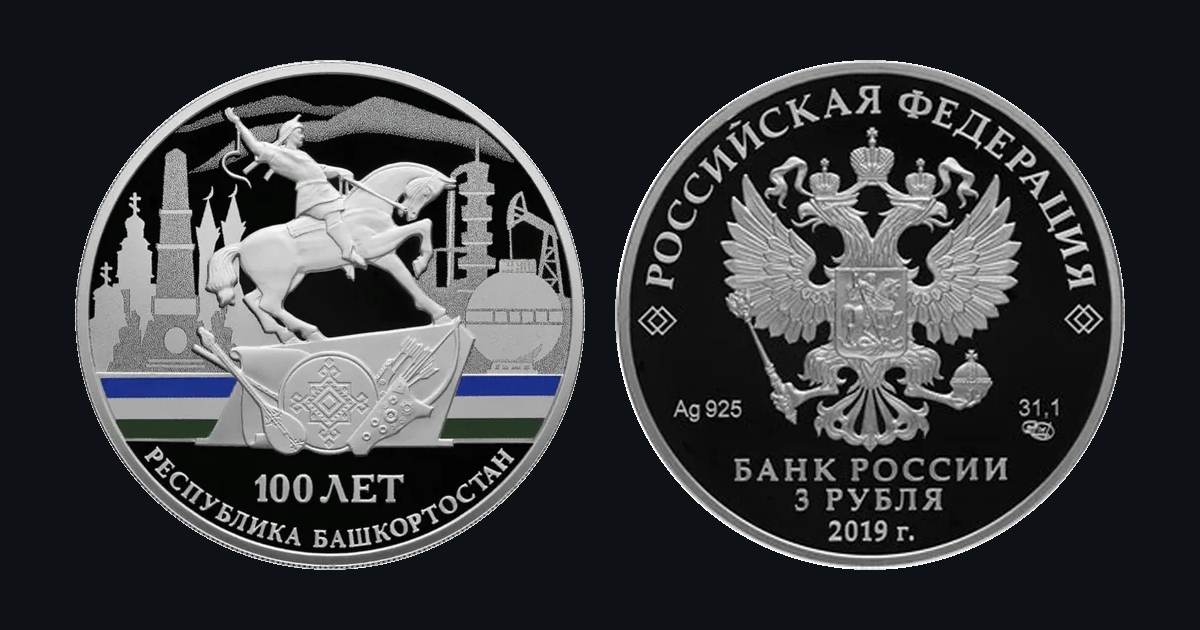 100 ЛЕТ
РЕСПУБЛИКА БАШКОРТОСТАН
РОССИЙСКАЯ ФЕДЕРАЦИЯ
Ag 925
31,1
БАНК РОССИИ
3 РУБЛЯ
2019 г.